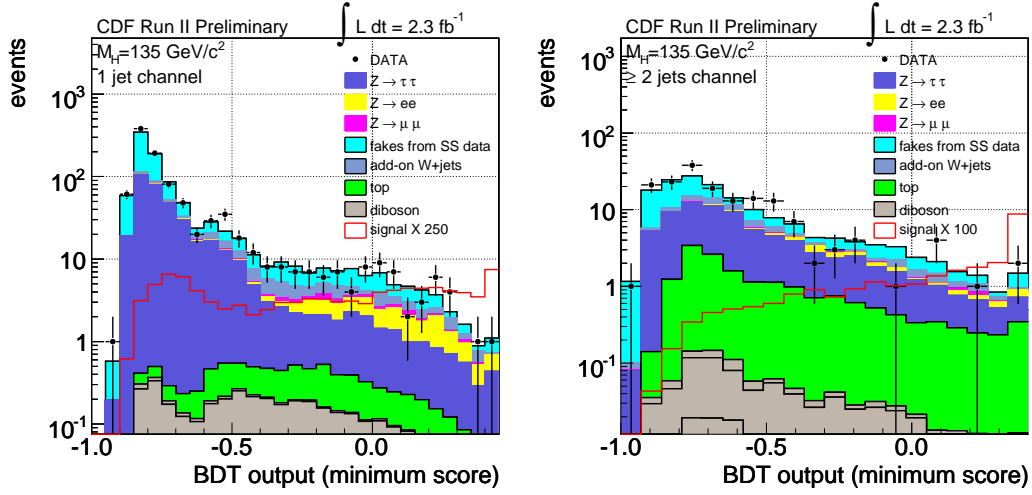 CDF Run II Preliminary ∫ L dt = 2.3 fb⁻¹
M_H=135 GeV/c²
1 jet channel
DATA
Z→ τ τ
Z→ ee
Z→ μ μ
fakes from SS data
add-on W+jets
top
diboson
signal X 250
events
10³
10²
10
1
10⁻¹
-1.0 -0.5 0.0
BDT output (minimum score)
CDF Run II Preliminary ∫ L dt = 2.3 fb⁻¹
M_H=135 GeV/c²
≥ 2 jets channel
DATA
Z→ τ τ
Z→ ee
Z→ μ μ
fakes from SS data
add-on W+jets
top
diboson
signal X 100
events
10³
10²
10
1
10⁻¹
-1.0 -0.5 0.0
BDT output (minimum score)